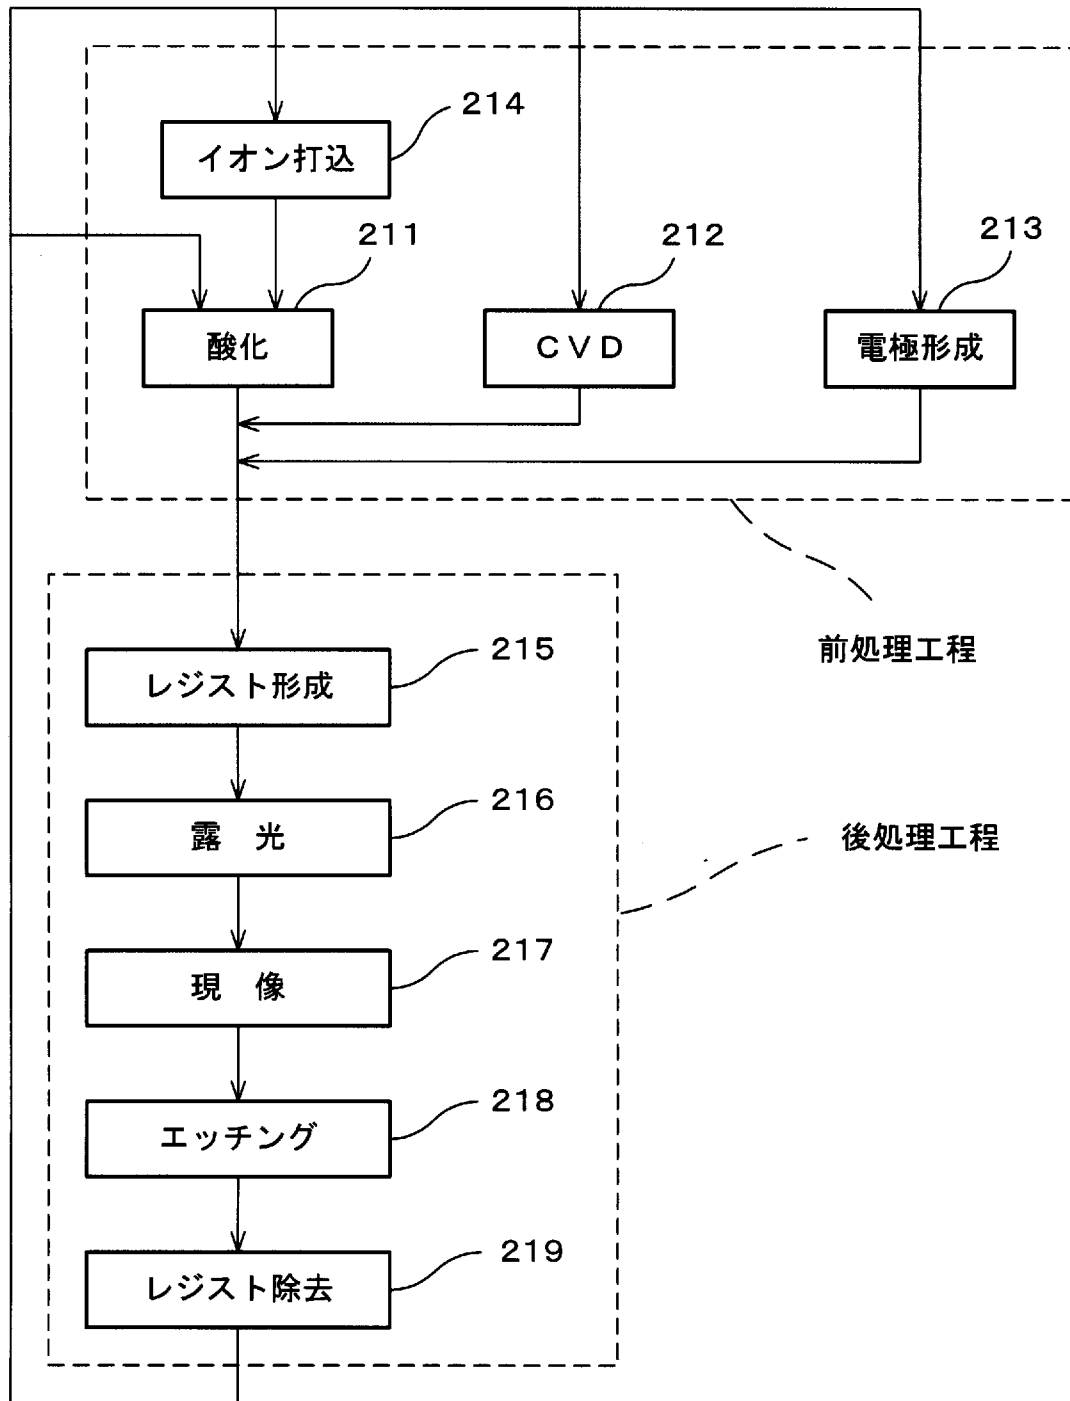 214
イオン打込
211
212
213
酸化
CVD
電極形成
前処理工程
215
レジスト形成
216
露 光
後処理工程
217
現 像
218
エッチング
219
レジスト除去